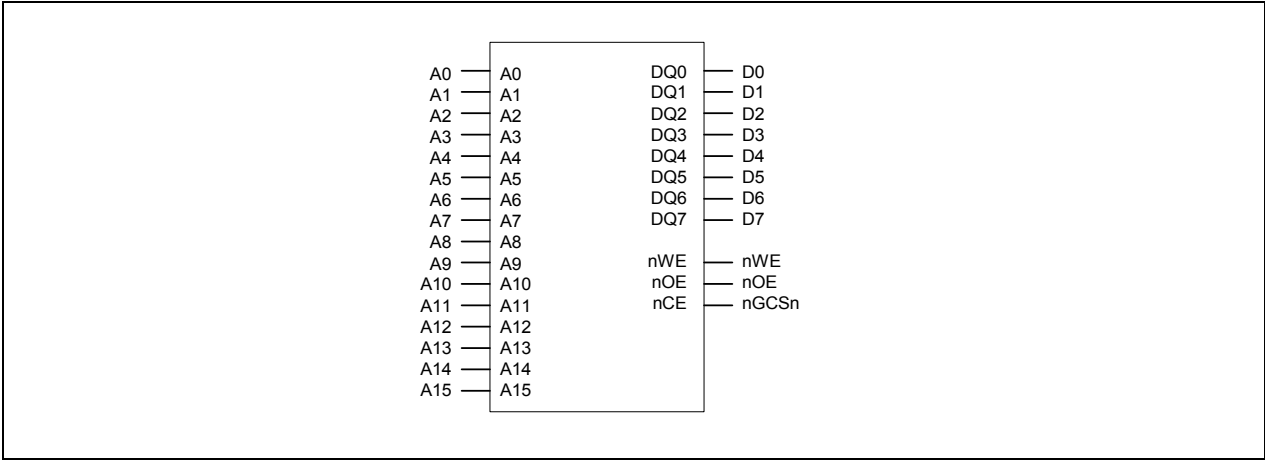 A0 A0 DQ0 D0
A1 A1 DQ1 D1
A2 A2 DQ2 D2
A3 A3 DQ3 D3
A4 A4 DQ4 D4
A5 A5 DQ5 D5
A6 A6 DQ6 D6
A7 A7 DQ7 D7
A8 A8
A9 A9 nWE nWE
A10 A10 nOE nOE
A11 A11 nCE nGCSn
A12 A12
A13 A13
A14 A14
A15 A15